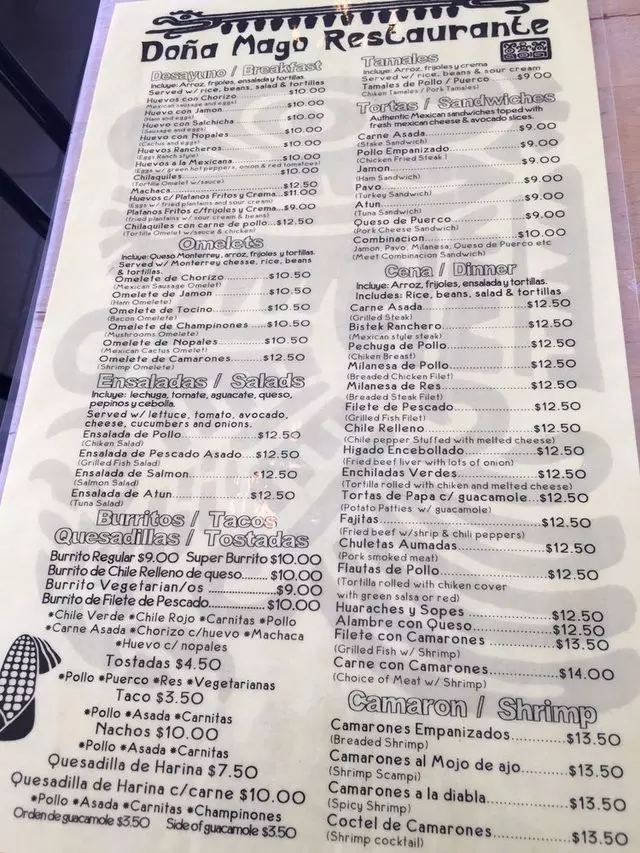 Doña Mago Restaurante
Desayuno / Breakfast
Incluye: Arroz, frijoles, ensalada y tortillas
Served w/ rice, beans, salad & tortillas
Huevos con Chorizo $10.00
(Mexican sausage and eggs)
Huevo con Jamon $10.00
(Ham and eggs)
Huevo con Salchicha $10.00
(Sausage and eggs)
Huevo con Nopales $10.00
(Cactus and eggs)
Huevos Rancheros
(Eggs Ranch style)
Huevos a la Mexicana $10.00
(Eggs w/ green hot peppers, onion & red tomatoes)
Chilaquiles $10.00
(Tortilla Omelet w/sauce)
Machaca $12.50
Huevos c/ Platanos Fritos y Crema $11.00
(Eggs w/ fried plantains and sour cream)
Platanos Fritos c/frijoles y Crema $9.00
(fried plantains w/ sour cream & beans)
Chilaquiles con carne de pollo $12.50
(Tortilla Omelet w/sauce & chicken)
Omelets
Incluye: Queso Monterrey, arroz, frijoles y tortillas.
Served w/ Monterrey chesse, rice, beans
& tortillas.
Omelete de Chorizo $10.50
(Mexican Sausage Omelet)
Omelete de Jamon $10.50
(Ham Omelete)
Omelete de Tocino $10.50
(Bacon Omelete)
Omelete de Champinones $10.50
(Mushrooms Omelete)
Omelete de Nopales $10.50
(Mexican Cactus Omelet)
Omelete de Camarones $12.50
(Shrimp Omelete)
Ensaladas / Salads
Incluye: lechuga, tomate, aguacate, queso,
pepinos y cebolla.
Served w/ lettuce, tomato, avocado,
cheese, cucumbers and onions.
Ensalada de Pollo $12.50
(Chiken Salad)
Ensalada de Pescado Asado $12.50
(Grilled Fish Salad)
Ensalada de Salmon $12.50
(Salmon Salad)
Ensalada de Atun $12.50
(Tuna Salad)
Burritos / Tacos
Quesadillas / Tostadas
Burrito Regular $9.00 Super Burrito $10.00
Burrito de Chile Relleno de queso $10.00
Burrito Vegetarian/os $9.00
Burrito de Filete de Pescado $10.00
*Chile Verde *Chile Rojo *Carnitas *Pollo
*Carne Asada *Chorizo c/huevo *Machaca
*Huevo c/ nopales
Tostadas $4.50
*Pollo *Puerco *Res *Vegetarianas
Taco $3.50
*Pollo *Asada *Carnitas
Nachos $10.00
*Pollo *Asada *Carnitas
Quesadilla de Harina $7.50
Quesadilla de Harina c/carne $10.00
*Pollo *Asada *Carnitas *Champinones
Orden de guacamole $3.50 Side of guacamole $3.50
Tamales
Incluye: Arroz, frijoles y crema
Served w/ rice, beans & sour cream
Tamales de Pollo / Puerco $9.00
(Chiken Tamales / Pork Tamales)
Tortas / Sandwiches
Authentic Mexican sandwiches toped with
fresh mexican cheese & avocado slices.
Carne Asada $9.00
(Stake Sandwich)
Pollo Empanizado $9.00
(Chicken Fried Steak)
Jamon $9.00
(Ham Sandwich)
Pavo $9.00
(Turkey Sandwich)
Atun $9.00
(Tuna Sandwich)
Queso de Puerco $9.00
(Pork Cheese Sandwich)
Combinacion $10.00
Jamon, Pavo, Milanesa, Queso de Puerco etc
(Meet Combinacion Sandwich)
Cena / Dinner
Incluye: Arroz, frijoles, ensalada y tortillas.
Includes: Rice, beans, salad & tortillas
Carne Asada $12.50
(Grilled Steak)
Bistek Ranchero $12.50
(Mexican style steak)
Pechuga de Pollo $12.50
(Chiken Breast)
Milanesa de Pollo $12.50
(Breaded Chicken Filet)
Milanesa de Res $12.50
(Breaded Steak Filet)
Filete de Pescado $12.50
(Grilled Fish Filet)
Chile Relleno $12.50
(Chile pepper Stuffed with melted cheese)
Higado Encebollado $12.50
(Fried beef liver with lots of onion)
Enchiladas Verdes $12.50
(Tortilla rolled with chiken and melted cheese)
Tortas de Papa c/ guacamole $12.50
(Potato Patties w/ guacamole)
Fajitas $12.50
(Fried beef w/shrip & chili peppers)
Chuletas Aumadas $12.50
(Pork smoked meat)
Flautas de Pollo $12.50
(Tortilla rolled with chiken cover
with green salsa or red)
Huaraches y Sopes $12.50
Alambre con Queso $12.50
Filete con Camarones $13.50
(Grilled Fish w/ Shrimp)
Carne con Camarones $14.00
(Choice of Meat w/ Shrimp)
Camaron / Shrimp
Camarones Empanizados $13.50
(Breaded Shrimp)
Camarones al Mojo de ajo $13.50
(Shrimp Scampi)
Camarones a la diabla $13.50
(Spicy Shrimp)
Coctel de Camarones $13.50
(Shrimp cocktail)